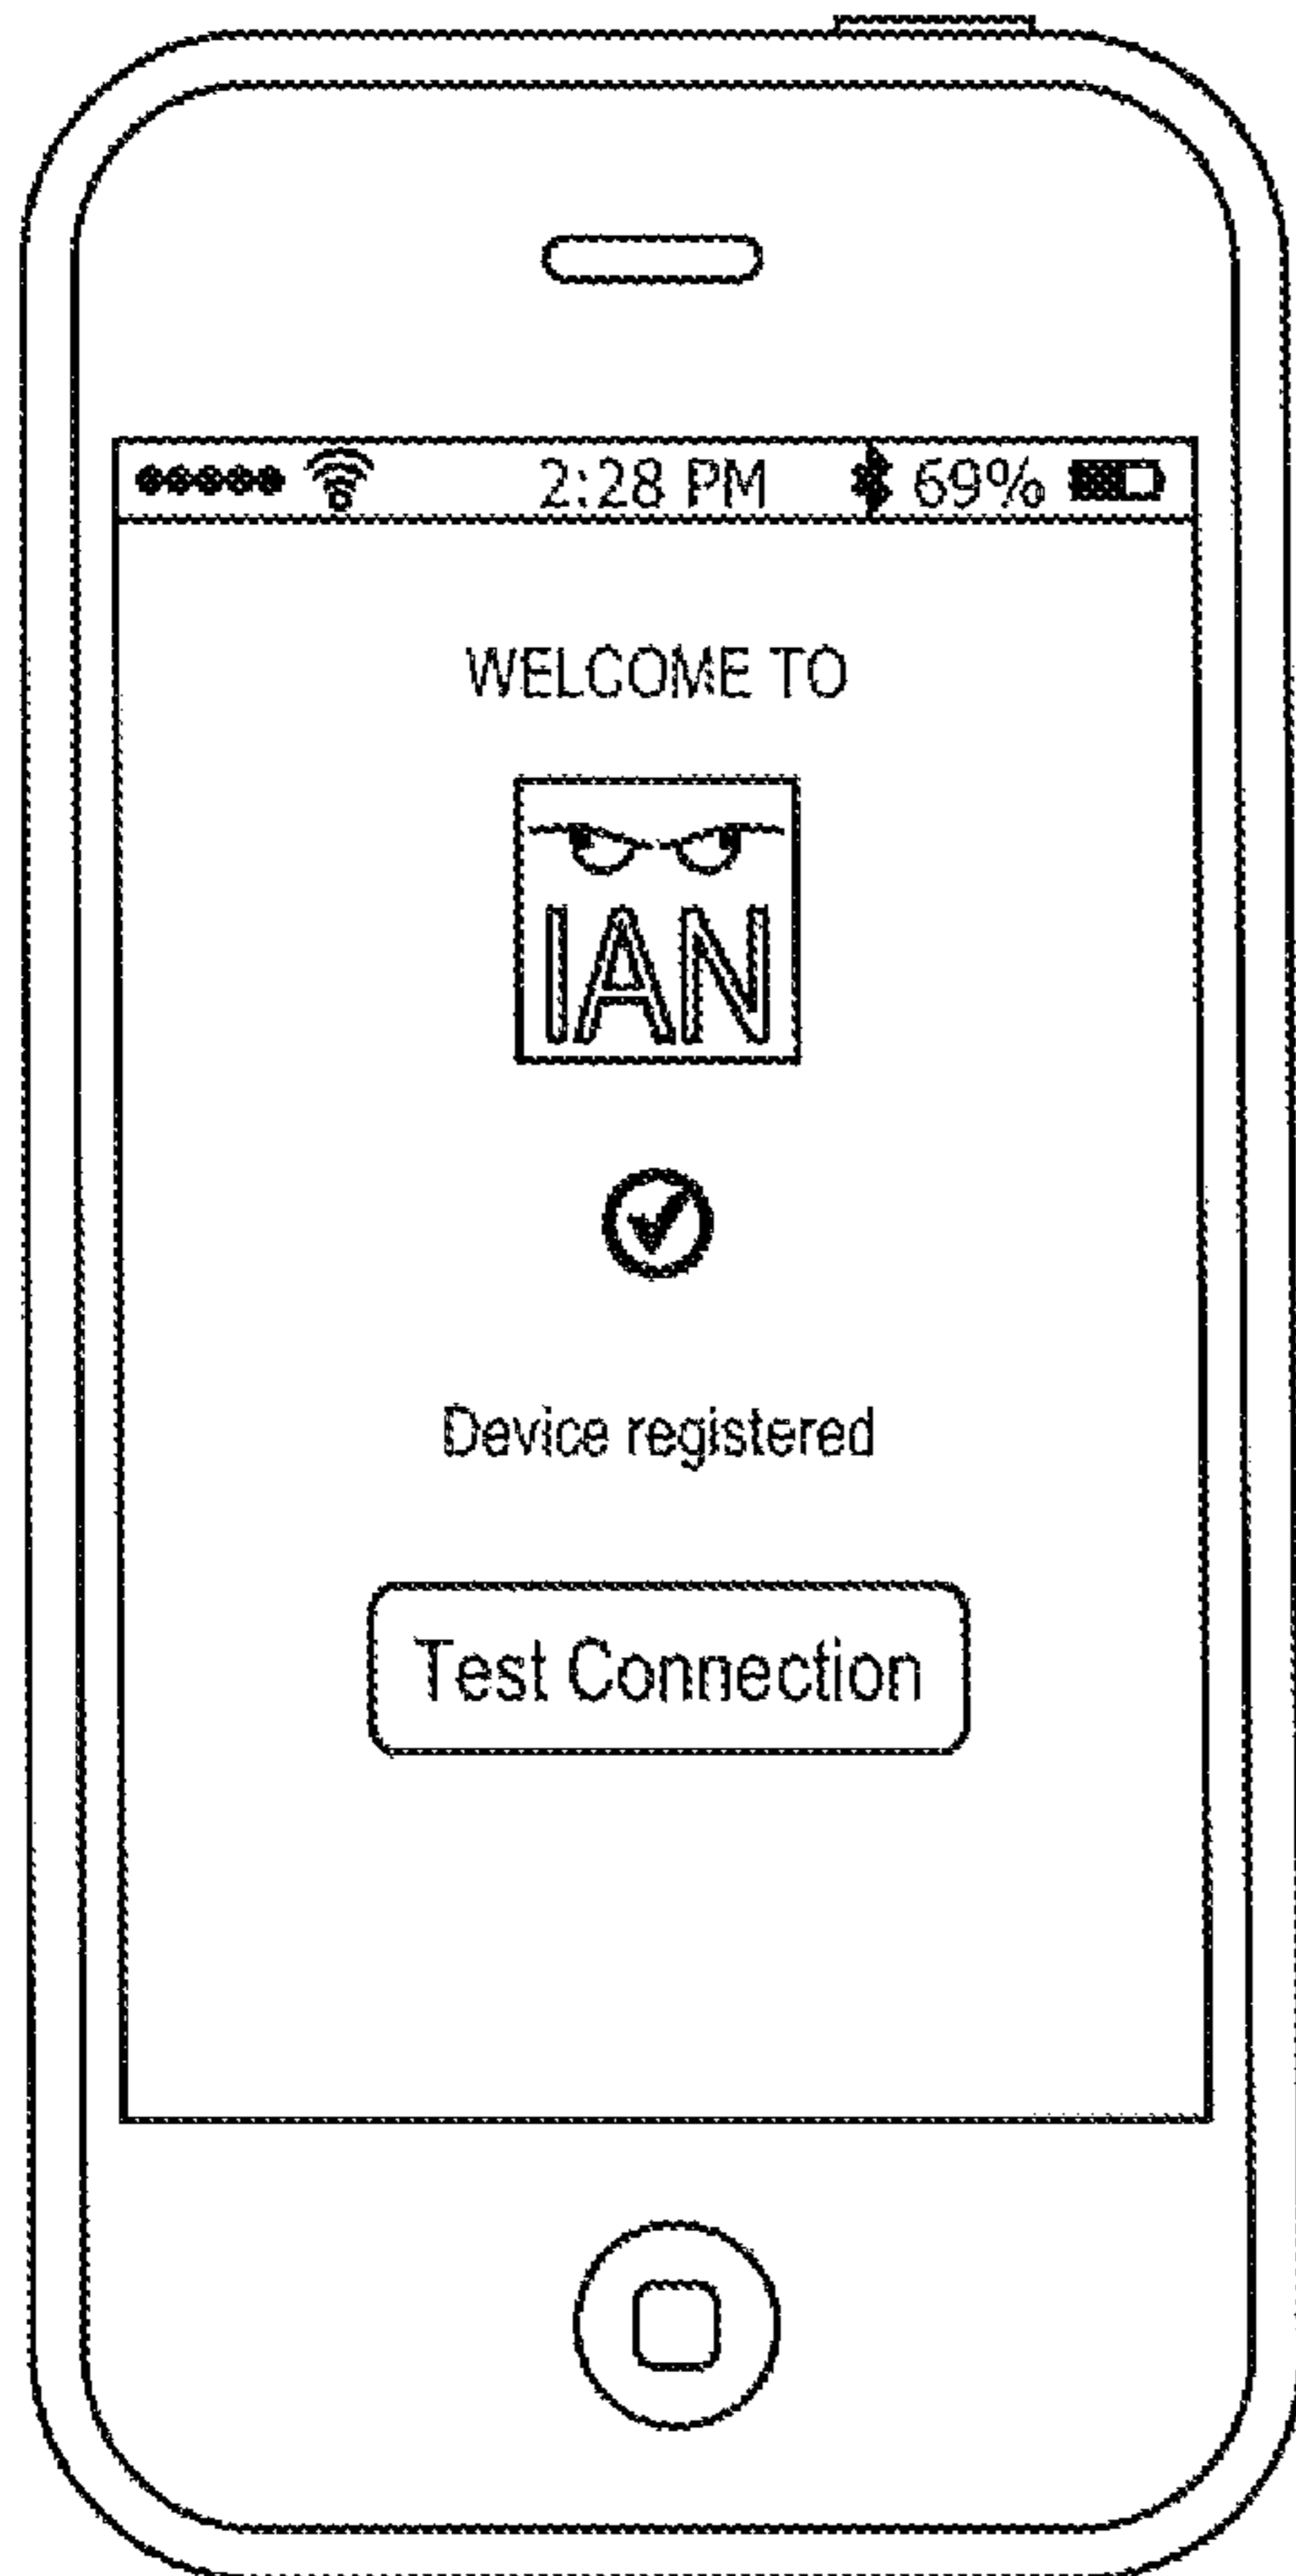 2:28 PM 69%
WELCOME TO
IAN
Device registered
Test Connection